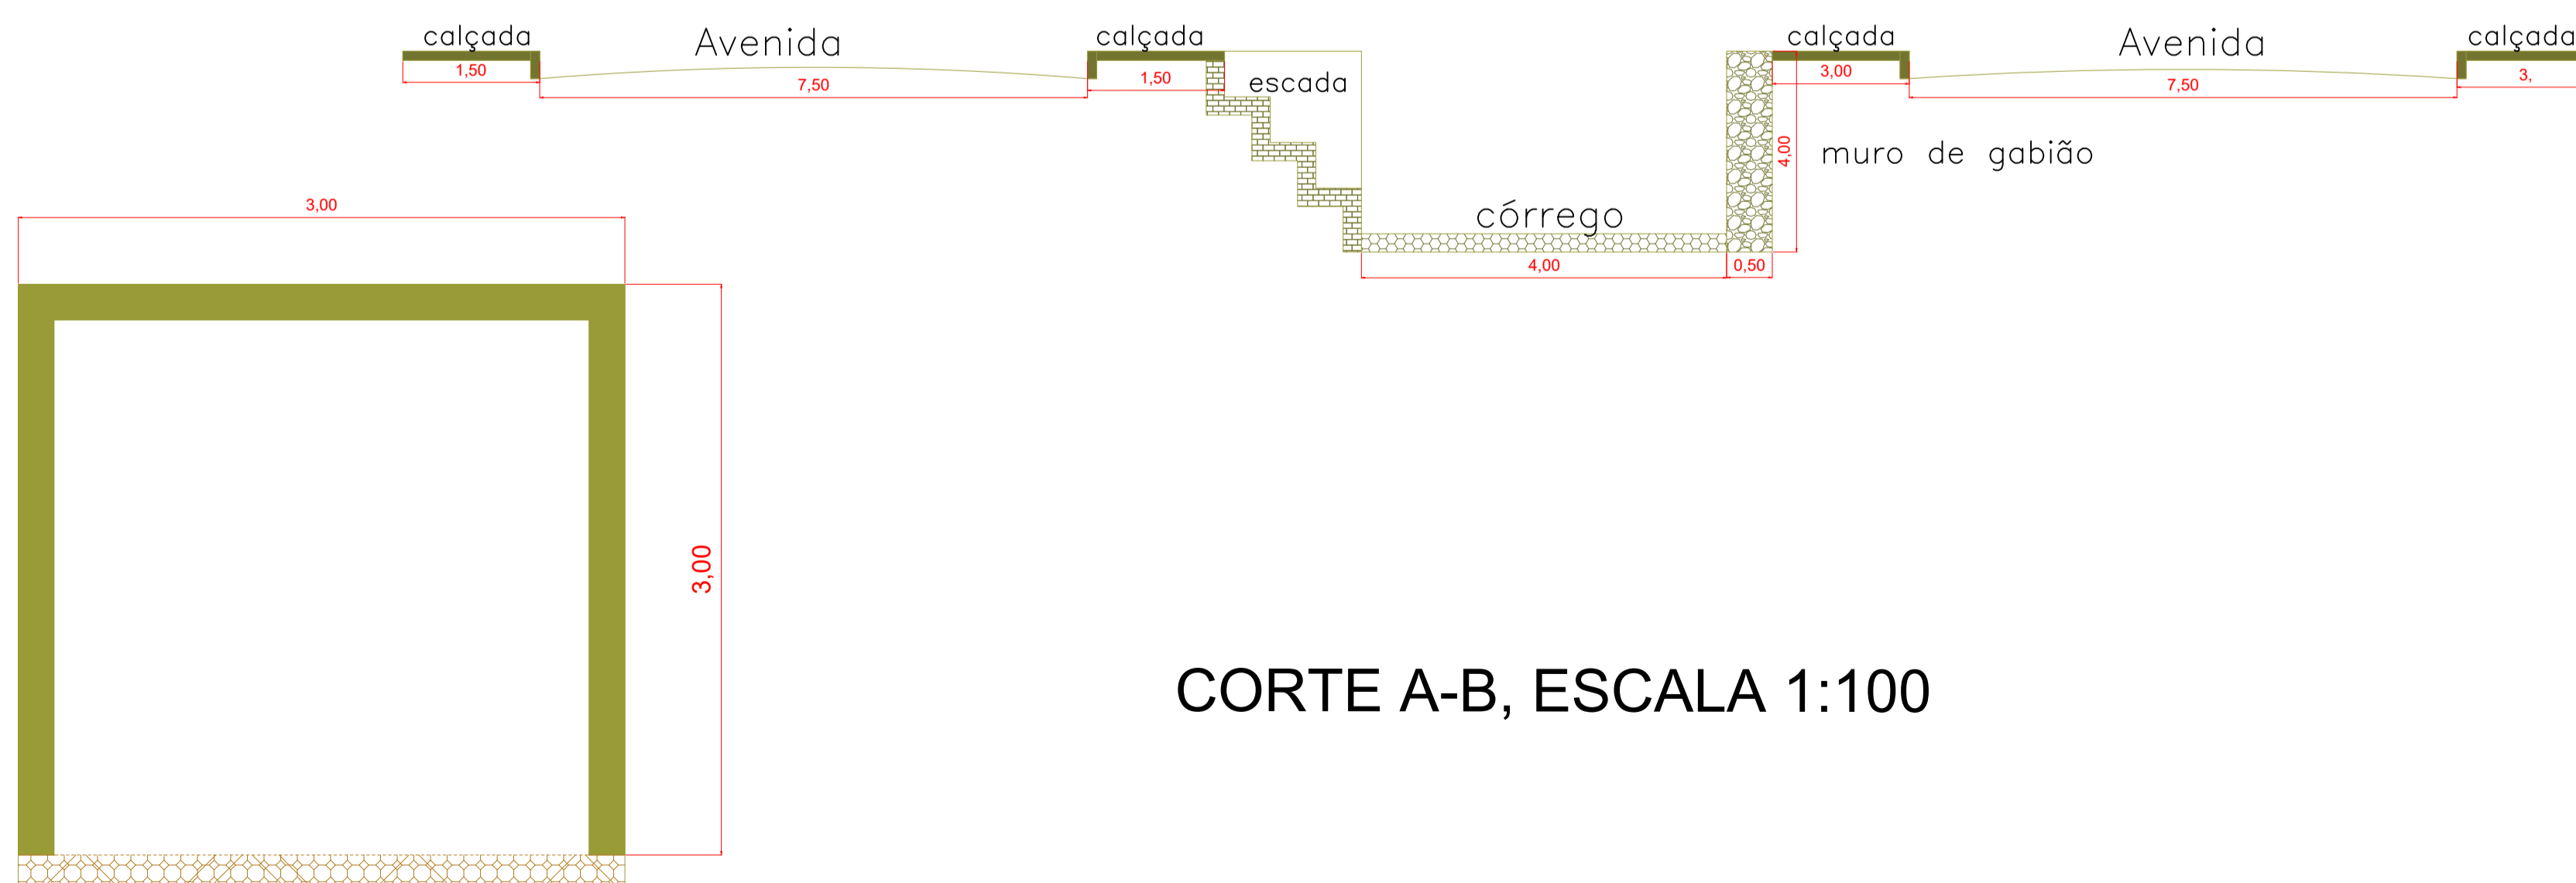 calçada Avenida calçada calçada Avenida calçada
1,50 7,50 1,50 escada 3,00 7,50 3,
4,00 muro de gabião
3,00
córrego
4,00 0,50
3,00
CORTE A-B, ESCALA 1:100